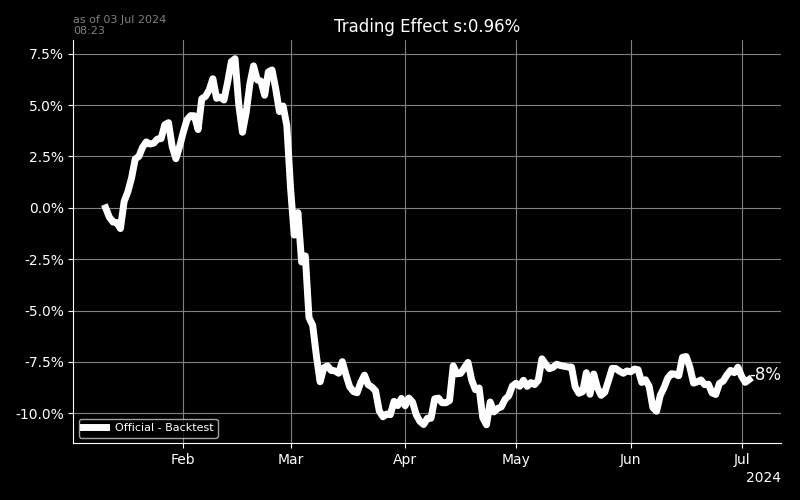 as of 03 Jul 2024
08:23
Trading Effect s:0.96%
7.5%
5.0%
2.5%
0.0%
-2.5%
-5.0%
-7.5%
-10.0%
-8%
Official - Backtest
Feb Mar Apr May Jun Jul
2024